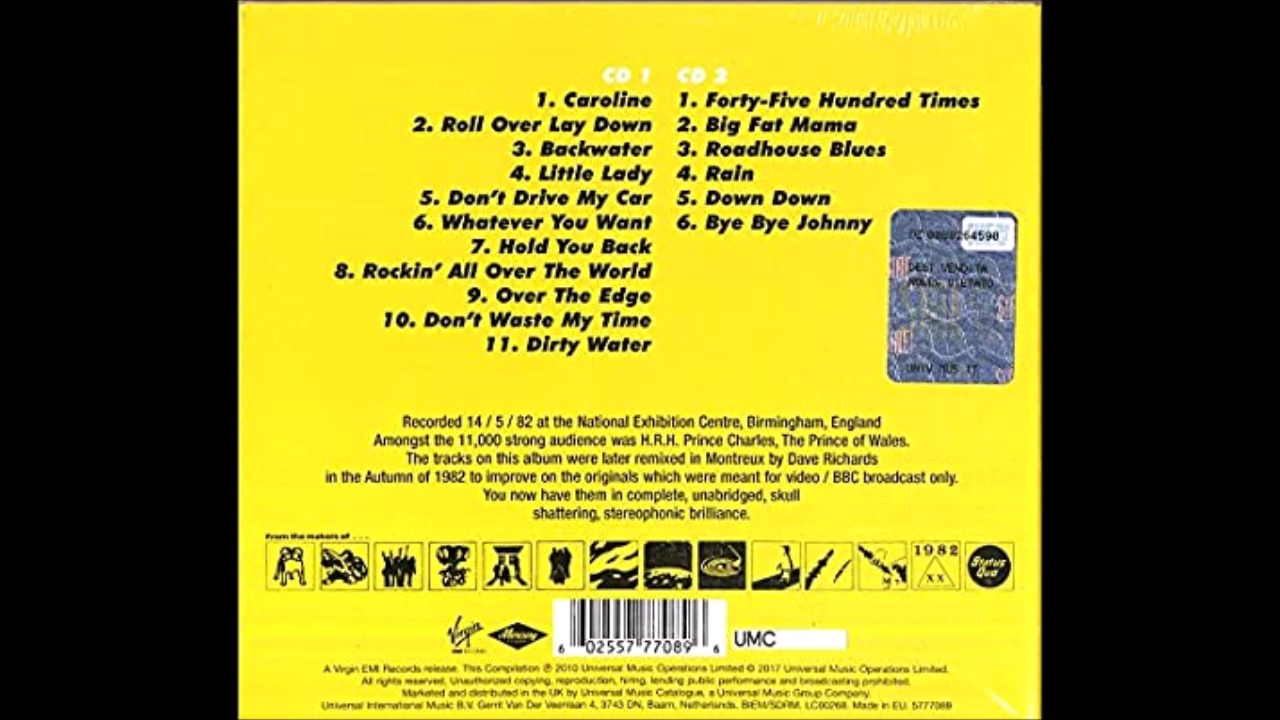 CD 1
1. Caroline
2. Roll Over Lay Down
3. Backwater
4. Little Lady
5. Don't Drive My Car
6. Whatever You Want
7. Hold You Back
8. Rockin' All Over The World
9. Over The Edge
10. Don't Waste My Time
11. Dirty Water
CD 2
1. Forty-Five Hundred Times
2. Big Fat Mama
3. Roadhouse Blues
4. Rain
5. Down Down
6. Bye Bye Johnny
4590
VENDITA
UNIV MUS IT
Recorded 14 / 5 / 82 at the National Exhibition Centre, Birmingham, England
Amongst the 11,000 strong audience was H.R.H. Prince Charles, The Prince of Wales.
The tracks on this album were later remixed in Montreux by Dave Richards
in the Autumn of 1982 to improve on the originals which were meant for video / BBC broadcast only.
You now have them in complete, unabridged, skull
shattering, stereophonic brilliance.
From the makers of . . .
1982
XX
Status Quo
Virgin
Mercury
6 02557 77089 6
UMC
A Virgin EMI Records release. This Compilation ℗ 2010 Universal Music Operations Limited © 2017 Universal Music Operations Limited.
All rights reserved. Unauthorized copying, reproduction, hiring, lending public performance and broadcasting prohibited.
Marketed and distributed in the UK by Universal Music Catalogue, a Universal Music Group Company.
Universal International Music B.V. Gerrit Van Der Veenlaan 4, 3743 DN, Baarn, Netherlands. BIEM/SDRM. LC00268. Made in EU. 5777089